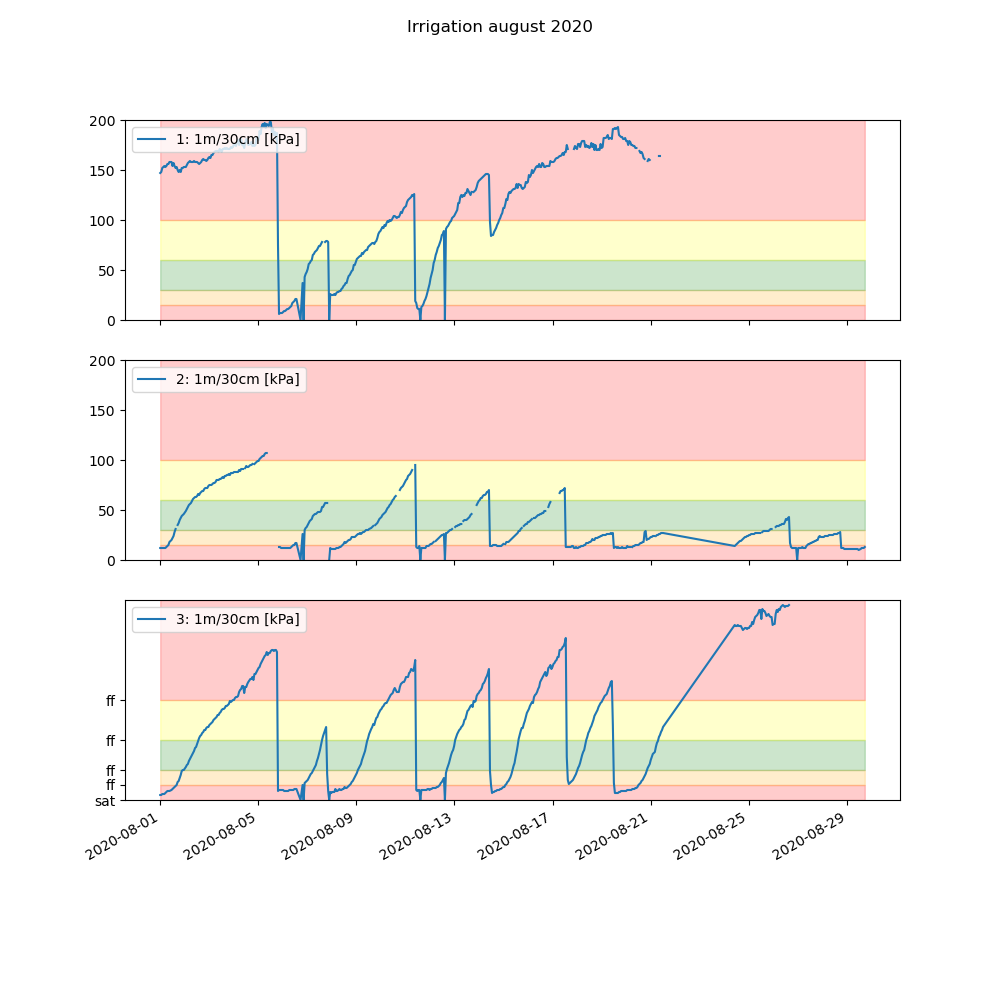 Irrigation august 2020
200
1: 1m/30cm [kPa]
150
100
50
0
200
2: 1m/30cm [kPa]
150
100
50
0
3: 1m/30cm [kPa]
ff
ff
ff
ff
sat
2020-08-01
2020-08-05
2020-08-09
2020-08-13
2020-08-17
2020-08-21
2020-08-25
2020-08-29